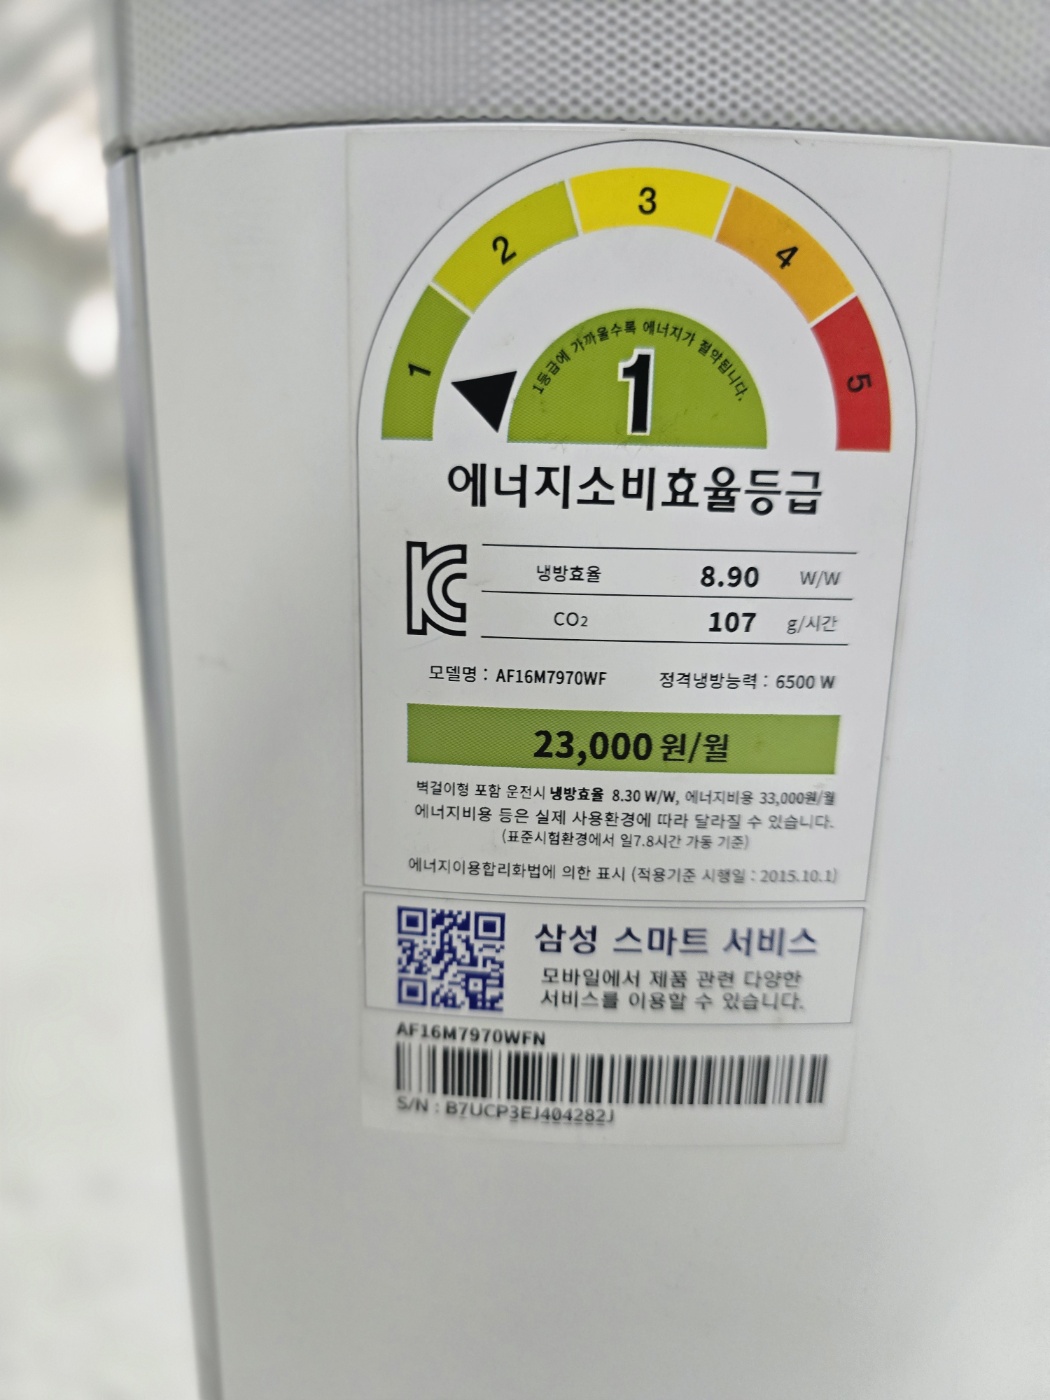 1
2
3
4
5
1등급에 가까울수록 에너지가 절약됩니다.
1
에너지소비효율등급
냉방효율 8.90 W/W
CO2 107 g/시간
모델명 : AF16M7970WF 정격냉방능력 : 6500 W
23,000원/월
벽걸이형 포함 운전시 냉방효율 8.30 W/W, 에너지비용 33,000원/월
에너지비용 등은 실제 사용환경에 따라 달라질 수 있습니다.
(표준시험환경에서 일7.8시간 가동 기준)
에너지이용합리화법에 의한 표시 (적용기준 시행일 : 2015.10.1)
삼성 스마트 서비스
모바일에서 제품 관련 다양한
서비스를 이용할 수 있습니다.
AF16M7970WFN
S/N : B7UCP3EJ404282J